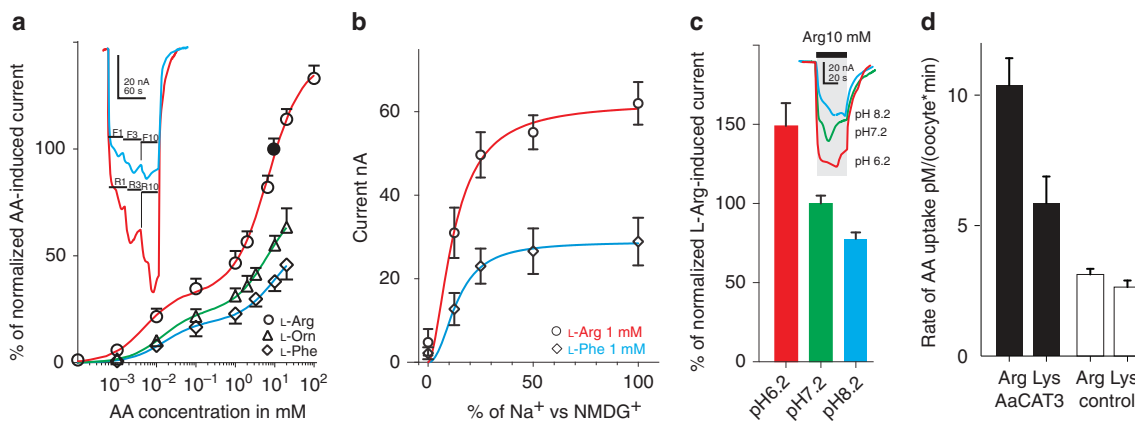 a
% of normalized AA-induced current
100
50
0
20 nA
60 s
F1 F3 F10
R1 R3 R10
L-Arg
L-Orn
L-Phe
10⁻³ 10⁻² 10⁻¹ 10⁰ 10¹ 10²
AA concentration in mM
b
Current nA
60
40
20
0
L-Arg 1 mM
L-Phe 1 mM
0 50 100
% of Na⁺ vs NMDG⁺
c
% of normalized L-Arg-induced current
150
100
50
0
Arg10 mM
20 nA
20 s
pH 8.2
pH7.2
pH 6.2
pH6.2 pH7.2 pH8.2
d
Rate of AA uptake pM/(oocyte*min)
10
5
0
Arg Lys Arg Lys
AaCAT3 control